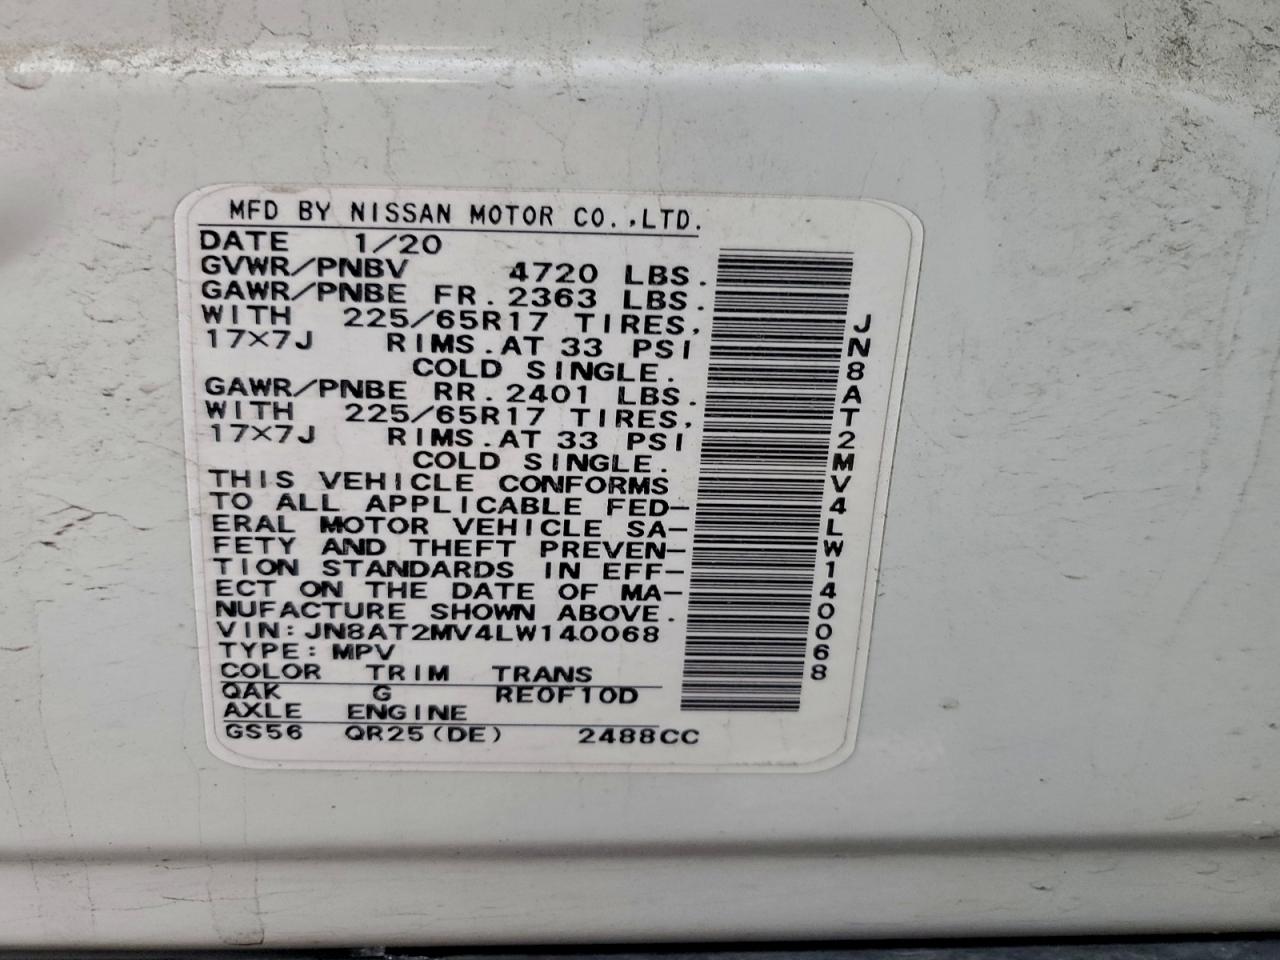 MFD BY NISSAN MOTOR CO.,LTD.
DATE 1/20
GVWR/PNBV 4720 LBS.
GAWR/PNBE FR. 2363 LBS.
WITH 225/65R17 TIRES,
17×7J RIMS. AT 33 PSI
COLD SINGLE.
GAWR/PNBE RR. 2401 LBS.
WITH 225/65R17 TIRES,
17×7J RIMS. AT 33 PSI
COLD SINGLE.
THIS VEHICLE CONFORMS
TO ALL APPLICABLE FED-
ERAL MOTOR VEHICLE SA-
FETY AND THEFT PREVEN-
TION STANDARDS IN EFF-
ECT ON THE DATE OF MA-
NUFACTURE SHOWN ABOVE.
VIN: JN8AT2MV4LW140068
TYPE: MPV
COLOR TRIM TRANS
QAK G RE0F10D
AXLE ENGINE
GS56 QR25(DE) 2488CC
JN8AT2MV4LW140068